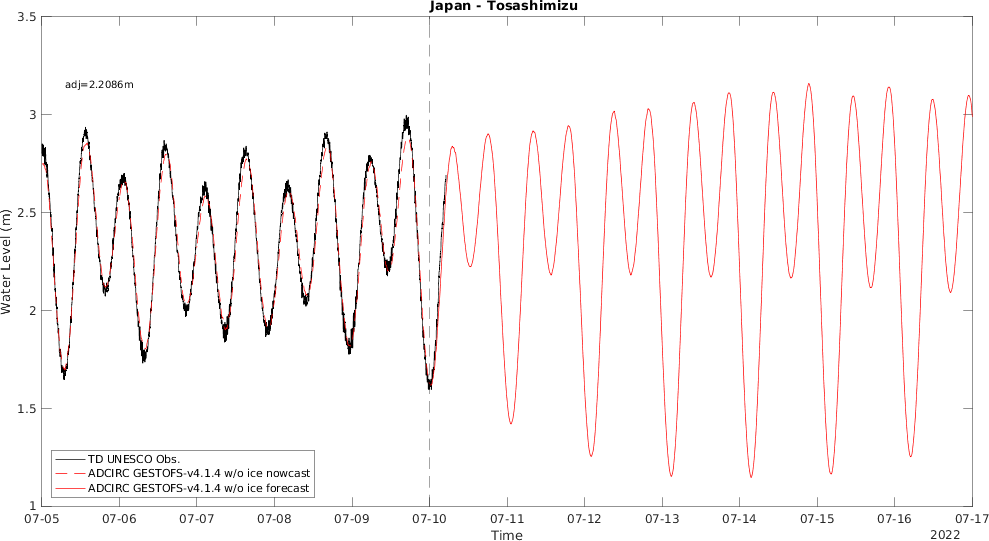 Japan - Tosashimizu
3.5
adj=2.2086m
3
2.5
Water Level (m)
2
1.5
TD UNESCO Obs.
ADCIRC GESTOFS-v4.1.4 w/o ice nowcast
ADCIRC GESTOFS-v4.1.4 w/o ice forecast
1
07-05 07-06 07-07 07-08 07-09 07-10 07-11 07-12 07-13 07-14 07-15 07-16 07-17
Time
2022